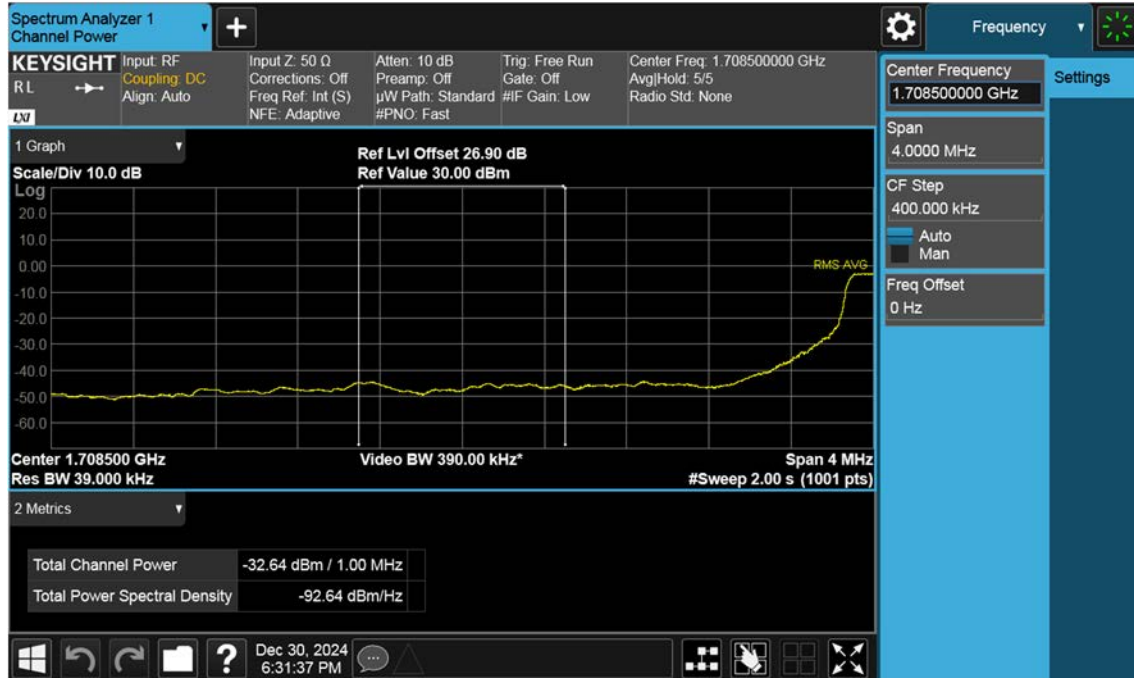 Spectrum Analyzer 1
Channel Power
Frequency
KEYSIGHT
RL
LXI
Input: RF
Coupling: DC
Align: Auto
Input Z: 50 Ω
Corrections: Off
Freq Ref: Int (S)
NFE: Adaptive
Atten: 10 dB
Preamp: Off
µW Path: Standard
#PNO: Fast
Trig: Free Run
Gate: Off
#IF Gain: Low
Center Freq: 1.708500000 GHz
Avg|Hold: 5/5
Radio Std: None
Center Frequency
1.708500000 GHz
Settings
Span
4.0000 MHz
CF Step
400.000 kHz
Auto
Man
Freq Offset
0 Hz
1 Graph
Scale/Div 10.0 dB
Ref Lvl Offset 26.90 dB
Ref Value 30.00 dBm
Log
20.0
10.0
0.00
-10.0
-20.0
-30.0
-40.0
-50.0
-60.0
RMS AVG
Center 1.708500 GHz
Video BW 390.00 kHz*
Span 4 MHz
Res BW 39.000 kHz
#Sweep 2.00 s (1001 pts)
2 Metrics
Total Channel Power -32.64 dBm / 1.00 MHz
Total Power Spectral Density -92.64 dBm/Hz
?
Dec 30, 2024
6:31:37 PM